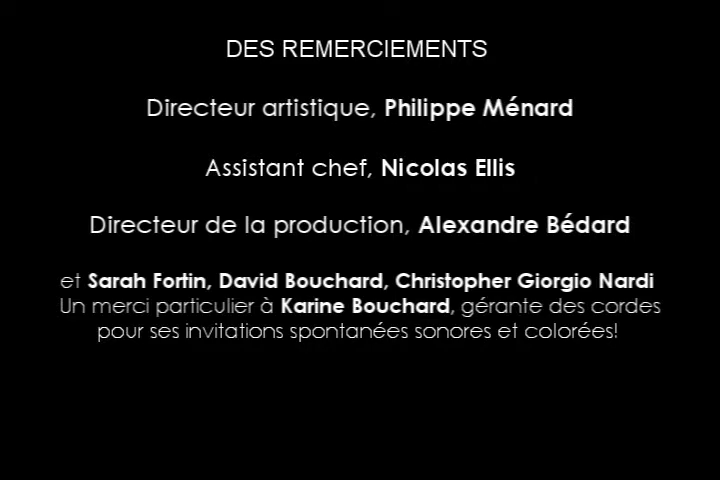 DES REMERCIEMENTS
Directeur artistique, Philippe Ménard
Assistant chef, Nicolas Ellis
Directeur de la production, Alexandre Bédard
et Sarah Fortin, David Bouchard, Christopher Giorgio Nardi
Un merci particulier à Karine Bouchard, gérante des cordes
pour ses invitations spontanées sonores et colorées!